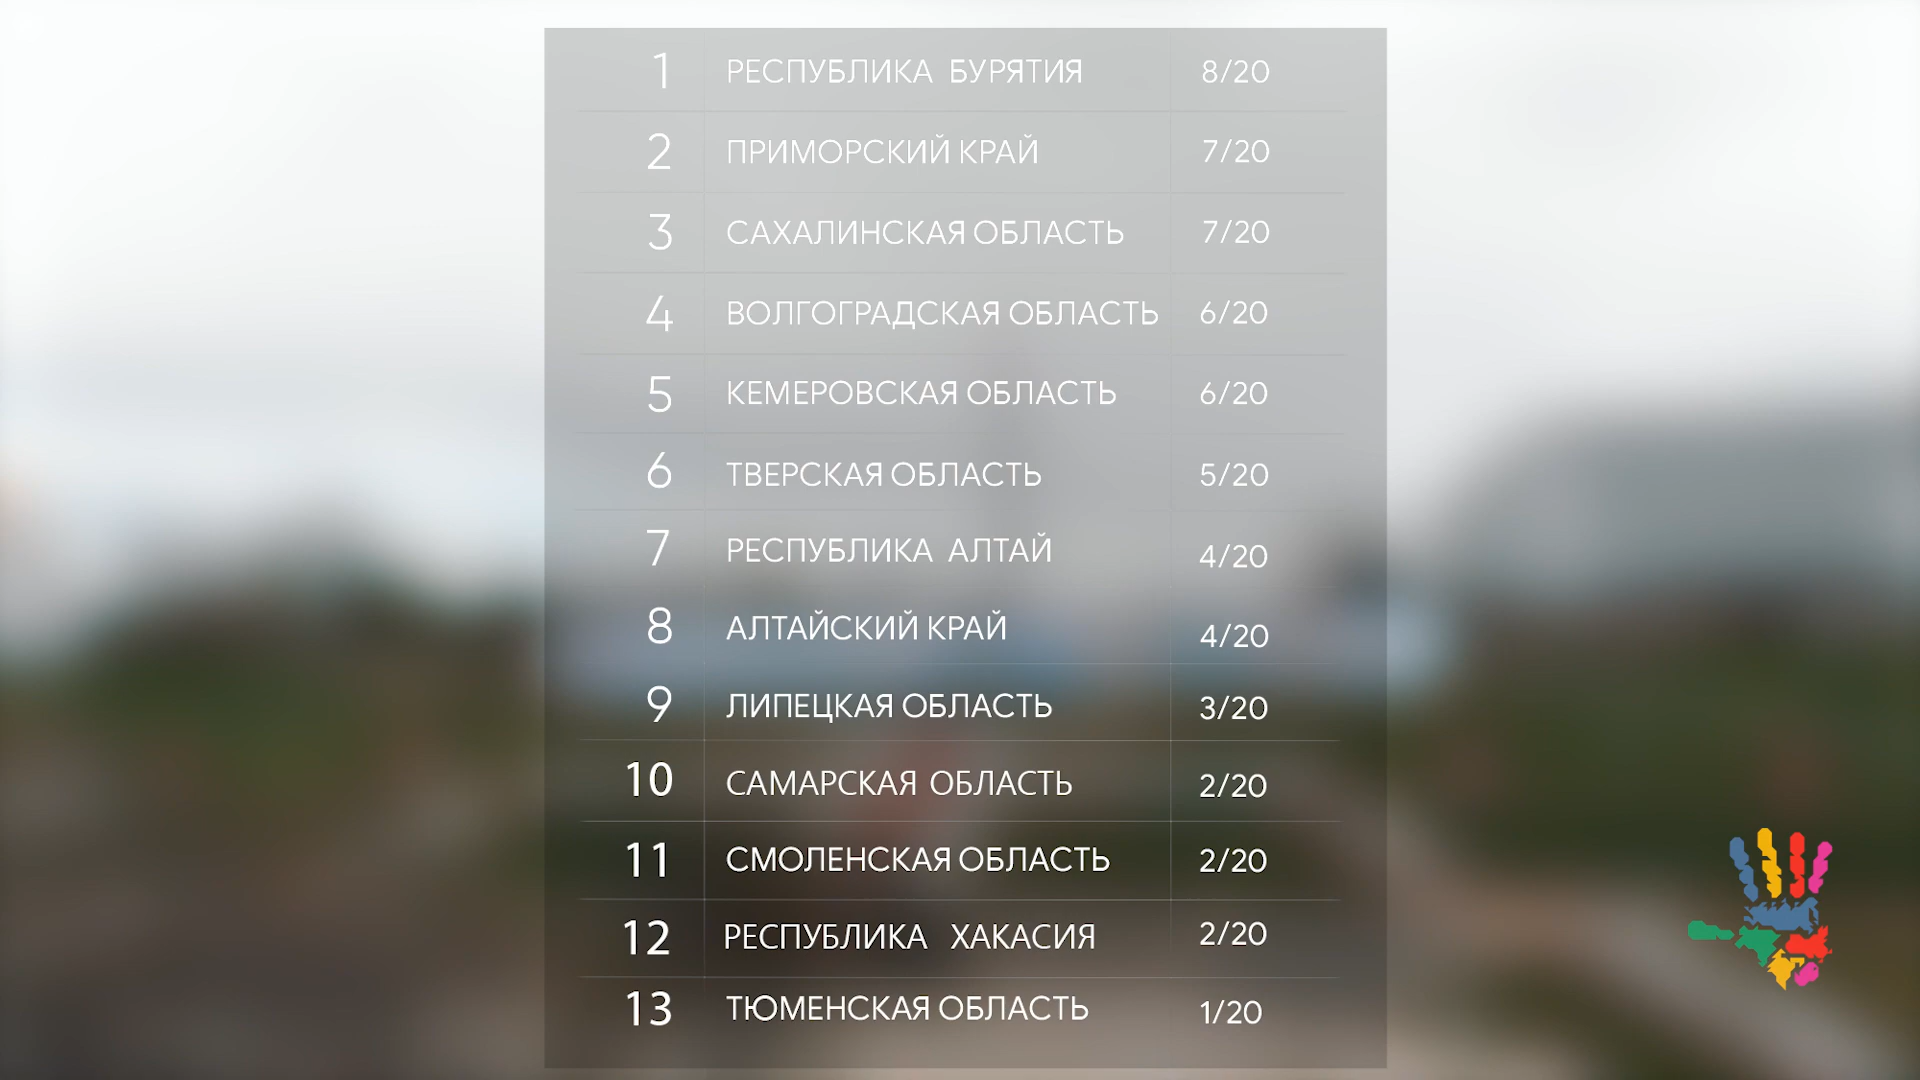 1 РЕСПУБЛИКА БУРЯТИЯ 8/20
2 ПРИМОРСКИЙ КРАЙ 7/20
3 САХАЛИНСКАЯ ОБЛАСТЬ 7/20
4 ВОЛГОГРАДСКАЯ ОБЛАСТЬ 6/20
5 КЕМЕРОВСКАЯ ОБЛАСТЬ 6/20
6 ТВЕРСКАЯ ОБЛАСТЬ 5/20
7 РЕСПУБЛИКА АЛТАЙ 4/20
8 АЛТАЙСКИЙ КРАЙ 4/20
9 ЛИПЕЦКАЯ ОБЛАСТЬ 3/20
10 САМАРСКАЯ ОБЛАСТЬ 2/20
11 СМОЛЕНСКАЯ ОБЛАСТЬ 2/20
12 РЕСПУБЛИКА ХАКАСИЯ 2/20
13 ТЮМЕНСКАЯ ОБЛАСТЬ 1/20